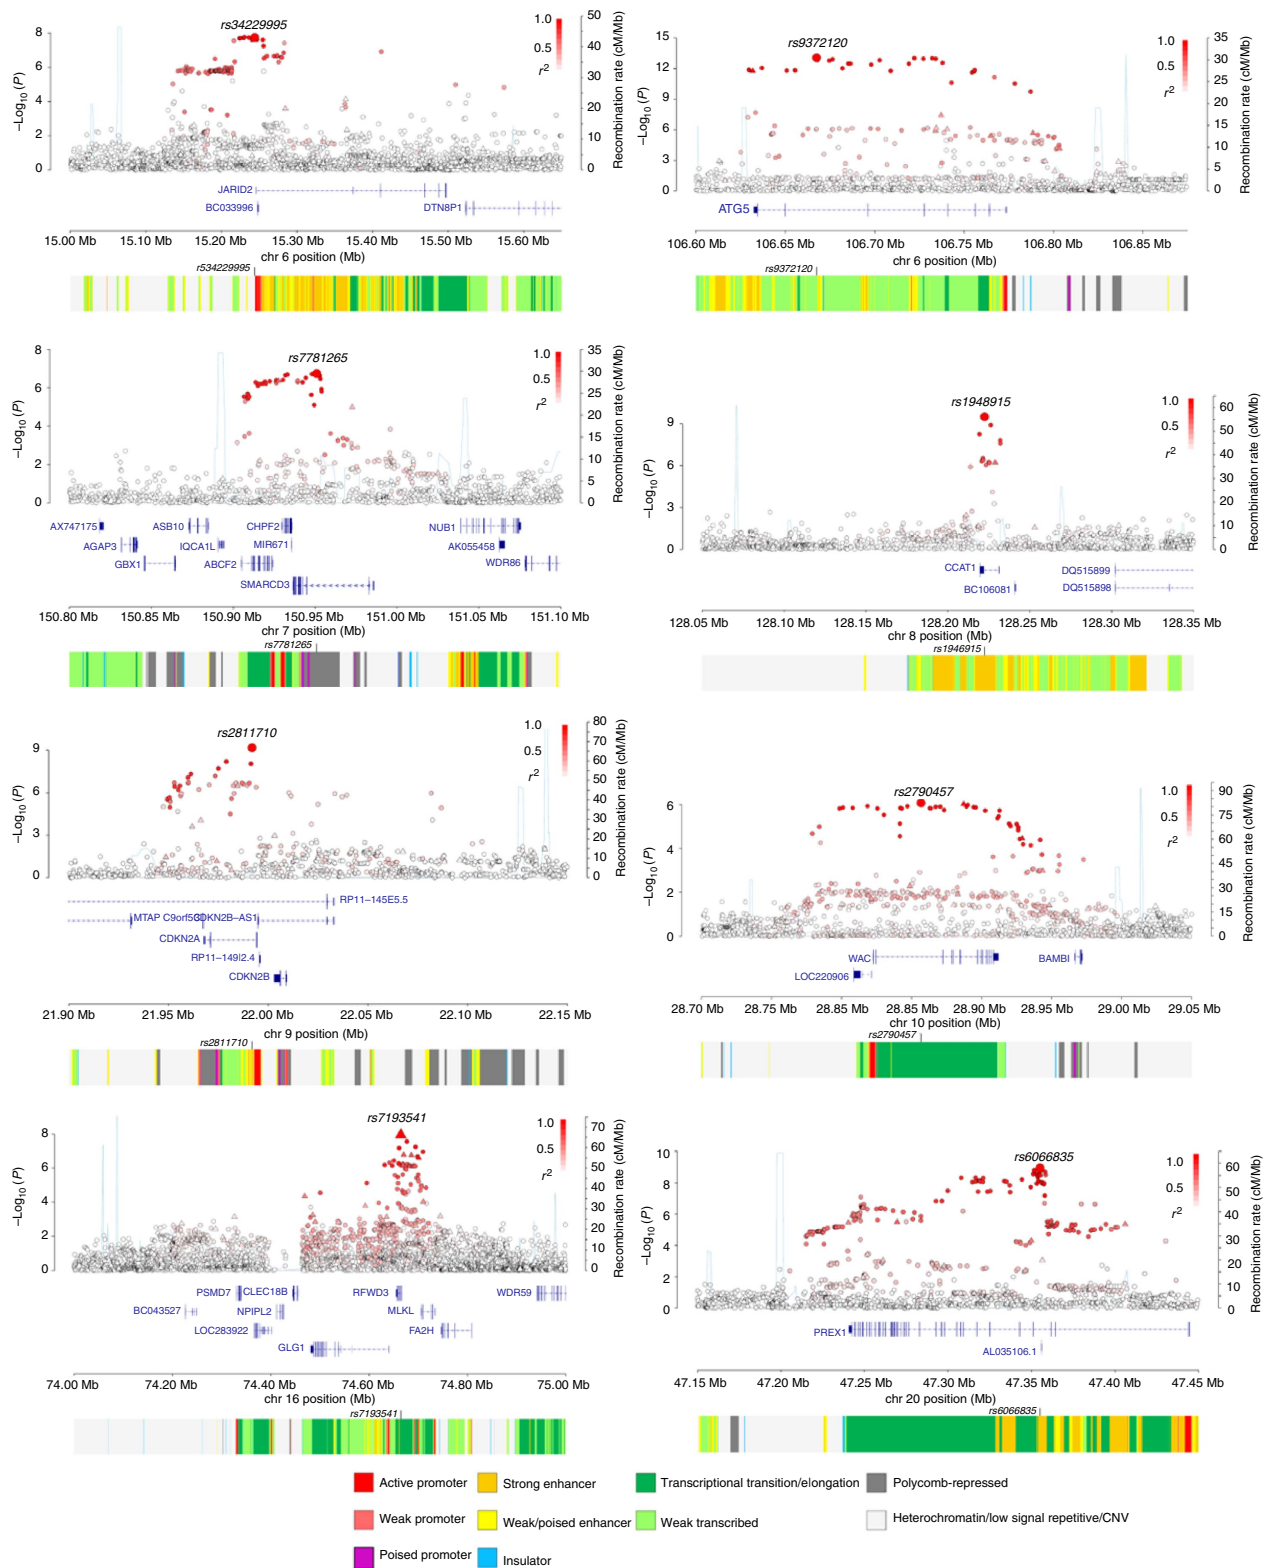 rs34229995
–Log10 (P)
8
6
4
2
0
50
40
30
20
10
0
Recombination rate (cM/Mb)
1.0
0.5
r2
JARID2
BC033996
DTN8P1
15.00 Mb 15.10 Mb 15.20 Mb 15.30 Mb 15.40 Mb 15.50 Mb 15.60 Mb
chr 6 position (Mb)
rs34229995
rs9372120
–Log10 (P)
15
12
9
6
3
0
35
30
25
20
15
10
5
0
Recombination rate (cM/Mb)
1.0
0.5
r2
ATG5
106.60 Mb 106.65 Mb 106.70 Mb 106.75 Mb 106.80 Mb 106.85 Mb
chr 6 position (Mb)
rs9372120
rs7781265
–Log10 (P)
8
6
4
2
0
35
30
25
20
15
10
5
0
Recombination rate (cM/Mb)
1.0
0.5
r2
AX747175 ASB10 CHPF2 NUB1
AGAP3 IQCA1L MIR671 AK055458
GBX1 ABCF2 WDR86
SMARCD3
150.80 Mb 150.85 Mb 150.90 Mb 150.95 Mb 151.00 Mb 151.05 Mb 151.10 Mb
chr 7 position (Mb)
rs7781265
rs1948915
–Log10 (P)
9
6
3
0
60
50
40
30
20
10
0
Recombination rate (cM/Mb)
1.0
0.5
r2
CCAT1 DQ515899
BC106081 DQ515898
128.05 Mb 128.10 Mb 128.15 Mb 128.20 Mb 128.25 Mb 128.30 Mb 128.35 Mb
chr 8 position (Mb)
rs1946915
rs2811710
–Log10 (P)
9
6
3
0
80
70
60
50
40
30
20
10
0
Recombination rate (cM/Mb)
1.0
0.5
r2
RP11–145E5.5
MTAP C9orf53 CDKN2B–AS1
CDKN2A
RP11–149I2.4
CDKN2B
21.90 Mb 21.95 Mb 22.00 Mb 22.05 Mb 22.10 Mb 22.15 Mb
chr 9 position (Mb)
rs2811710
rs2790457
–Log10 (P)
6
4
2
0
90
80
70
60
50
40
30
20
10
0
Recombination rate (cM/Mb)
1.0
0.5
r2
WAC BAMBI
LOC220906
28.70 Mb 28.75 Mb 28.85 Mb 28.85 Mb 28.90 Mb 28.95 Mb 29.00 Mb 29.05 Mb
chr 10 position (Mb)
rs2790457
rs7193541
–Log10 (P)
8
6
4
2
0
70
60
50
40
30
20
10
0
Recombination rate (cM/Mb)
1.0
0.5
r2
PSMD7 CLEC18B RFWD3 WDR59
BC043527 NPIPL2 MLKL
LOC283922 FA2H
GLG1
74.00 Mb 74.20 Mb 74.40 Mb 74.60 Mb 74.80 Mb 75.00 Mb
chr 16 position (Mb)
rs7193541
rs6066835
–Log10 (P)
10
8
6
4
2
0
60
50
40
30
20
10
0
Recombination rate (cM/Mb)
1.0
0.5
r2
PREX1
AL035106.1
47.15 Mb 47.20 Mb 47.25 Mb 47.30 Mb 47.35 Mb 47.40 Mb 47.45 Mb
chr 20 position (Mb)
rs6066835
Active promoter Strong enhancer Transcriptional transition/elongation Polycomb-repressed
Weak promoter Weak/poised enhancer Weak transcribed Heterochromatin/low signal repetitive/CNV
Poised promoter Insulator